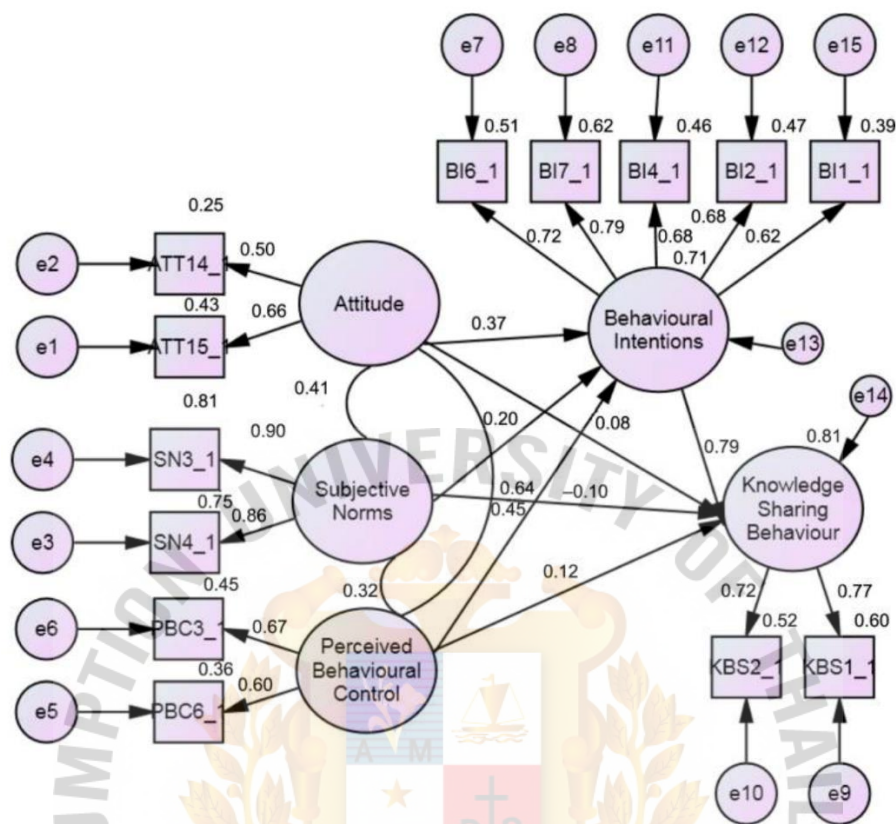 e7 e8 e11 e12 e15
0.51 0.62 0.46 0.47 0.39
BI6_1 BI7_1 BI4_1 BI2_1 BI1_1
0.72 0.79 0.68 0.68 0.62
0.71
Behavioural
Intentions
e13
0.25
e2 ATT14_1 0.50
0.43
e1 ATT15_1 0.66
Attitude
0.37
0.41
0.20
0.08
0.79
e14
0.81
Knowledge
Sharing
Behaviour
0.81
e4 SN3_1 0.90
0.75
e3 SN4_1 0.86
Subjective
Norms
0.64 –0.10
0.45
0.32
0.12
0.45
e6 PBC3_1 0.67
0.36
e5 PBC6_1 0.60
Perceived
Behavioural
Control
0.72 0.77
0.52 0.60
KBS2_1 KBS1_1
e10 e9
UMPTION UNIVERSITY OF THAIL
A M